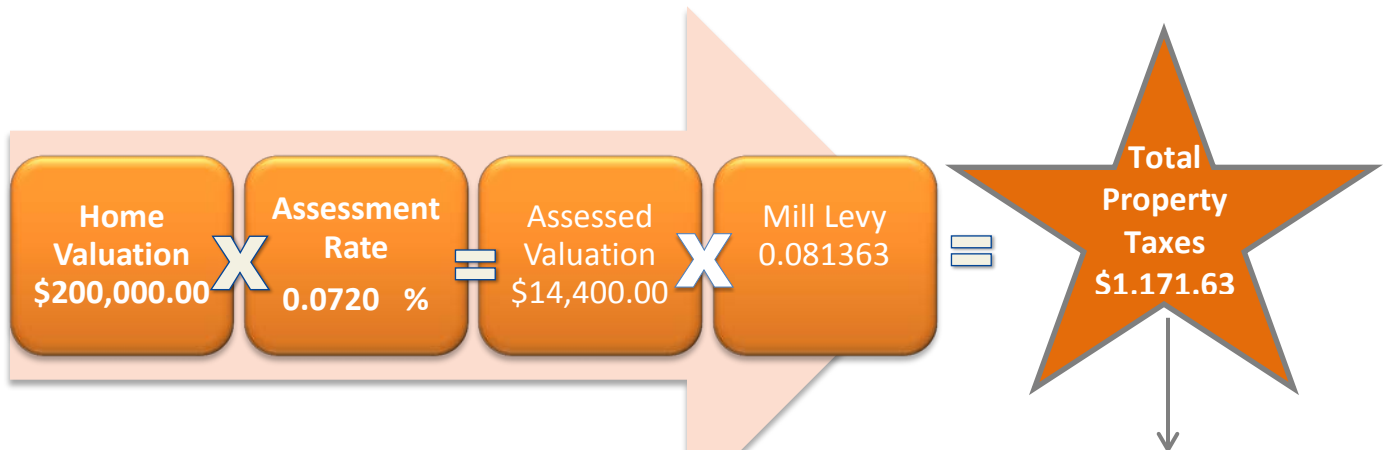 Home
Valuation
$200,000.00
X
Assessment
Rate
0.0720 %
=
Assessed
Valuation
$14,400.00
X
Mill Levy
0.081363
=
Total
Property
Taxes
$1,171.63